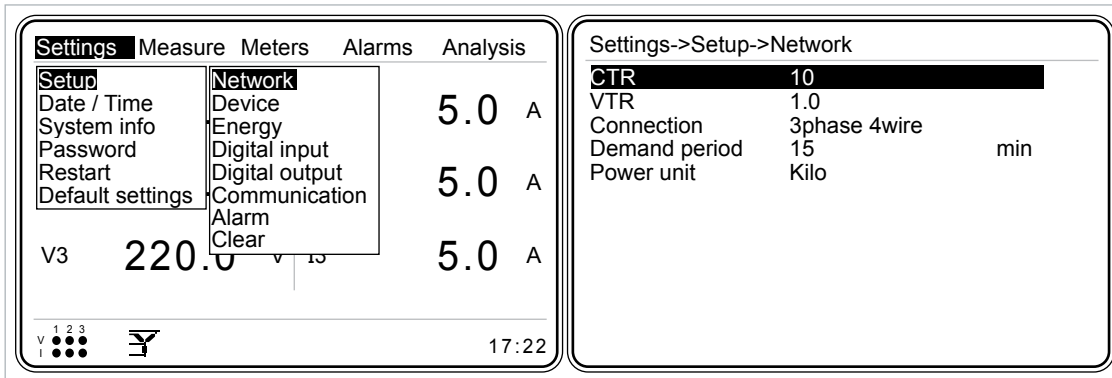 Settings Measure Meters Alarms Analysis
Setup
Date / Time
System info
Password
Restart
Default settings
Network
Device
Energy
Digital input
Digital output
Communication
Alarm
Clear
5.0 A
5.0 A
V3 220.0 V I3 5.0 A
1 2 3
V
I
17:22
Settings->Setup->Network
CTR 10
VTR 1.0
Connection 3phase 4wire
Demand period 15 min
Power unit Kilo